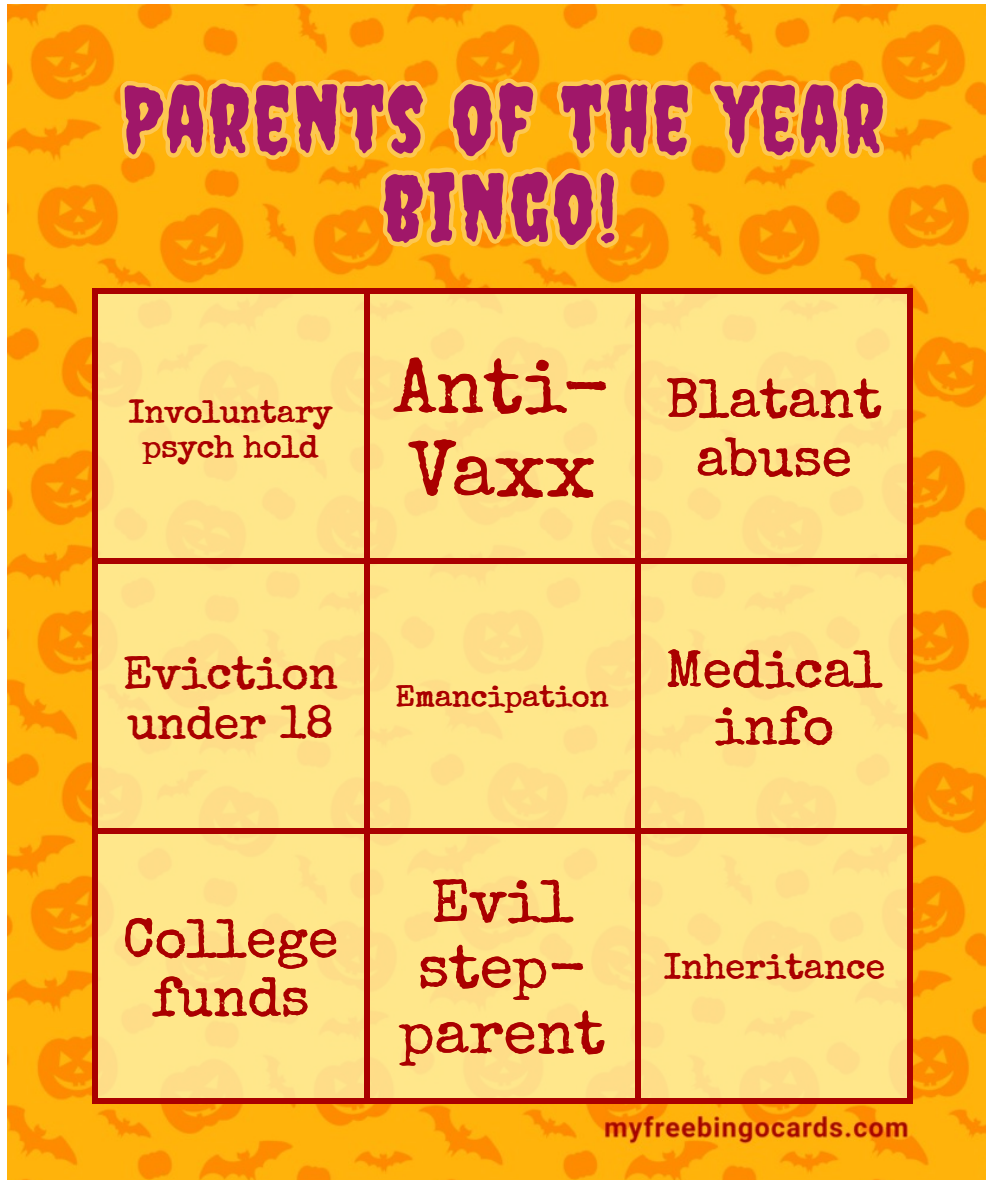 PARENTS OF THE YEAR
BINGO!
Involuntary
psych hold
Anti-
Vaxx
Blatant
abuse
Eviction
under 18
Emancipation
Medical
info
College
funds
Evil
step-
parent
Inheritance
myfreebingocards.com